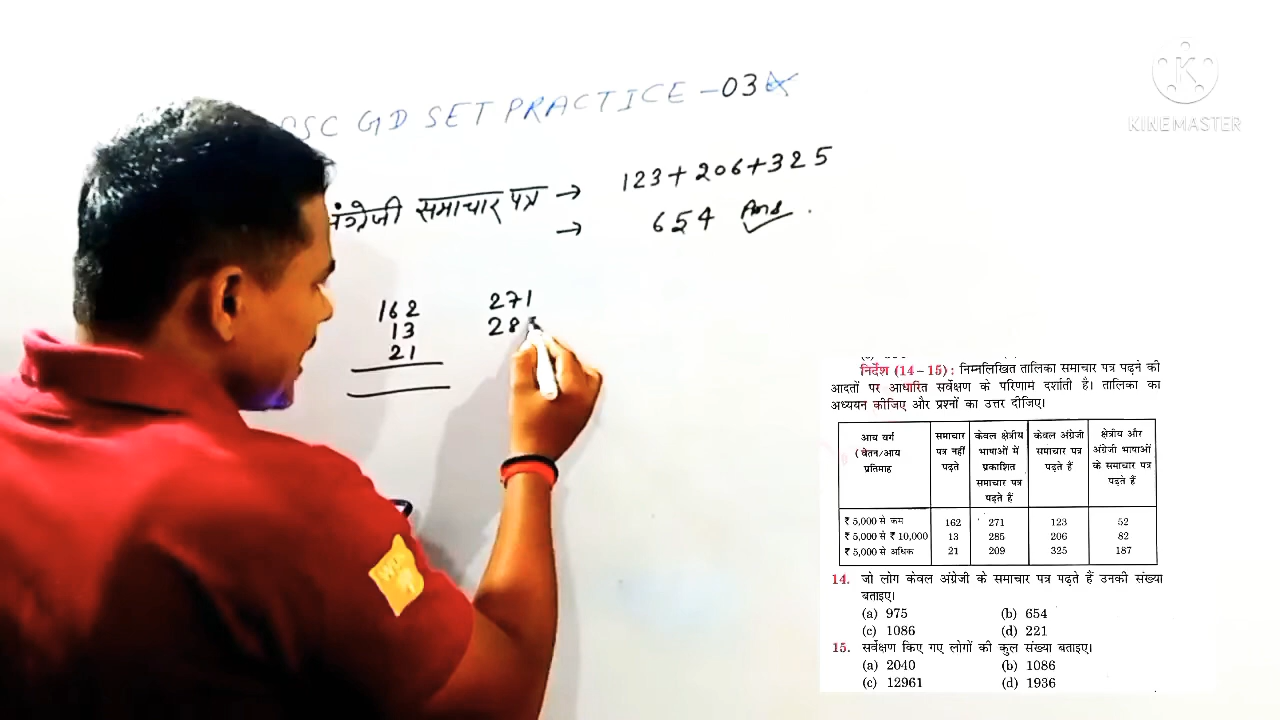 SC GD SET PRACTICE - 03
अंग्रेजी समाचार पत्र → 123 + 206 + 325
→ 654 Ans.
162 271
13 28
21
KINEMASTER
निर्देश (14 – 15) : निम्नलिखित तालिका समाचार पत्र पढ़ने की
आदतों पर आधारित सर्वेक्षण के परिणाम दर्शाती है। तालिका का
अध्ययन कीजिए और प्रश्नों का उत्तर दीजिए।
आय वर्ग (वेतन/आय प्रतिमाह | समाचार पत्र नहीं पढ़ते | केवल क्षेत्रीय भाषाओं में प्रकाशित समाचार पत्र पढ़ते हैं | केवल अंग्रेजी समाचार पत्र पढ़ते हैं | क्षेत्रीय और अंग्रेजी भाषाओं के समाचार पत्र पढ़ते हैं
₹ 5,000 से कम 162 271 123 52
₹ 5,000 से ₹ 10,000 13 285 206 82
₹ 5,000 से अधिक 21 209 325 187
14. जो लोग केवल अंग्रेजी के समाचार पत्र पढ़ते हैं उनकी संख्या
बताइए।
(a) 975 (b) 654
(c) 1086 (d) 221
15. सर्वेक्षण किए गए लोगों की कुल संख्या बताइए।
(a) 2040 (b) 1086
(c) 12961 (d) 1936